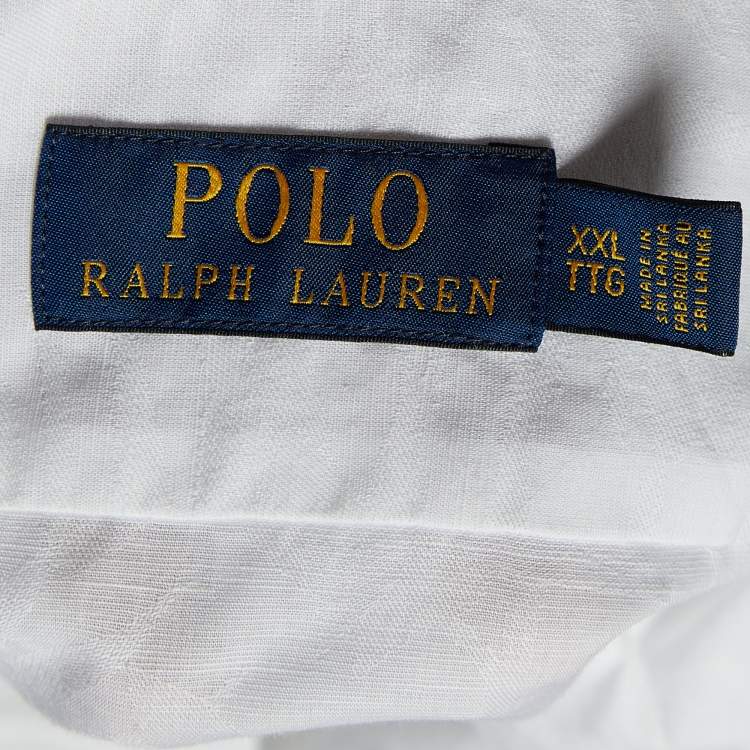 POLO
RALPH LAUREN
XXL
TTG
MADE IN
SRI LANKA
FABRIQUÉ AU
SRI LANKA